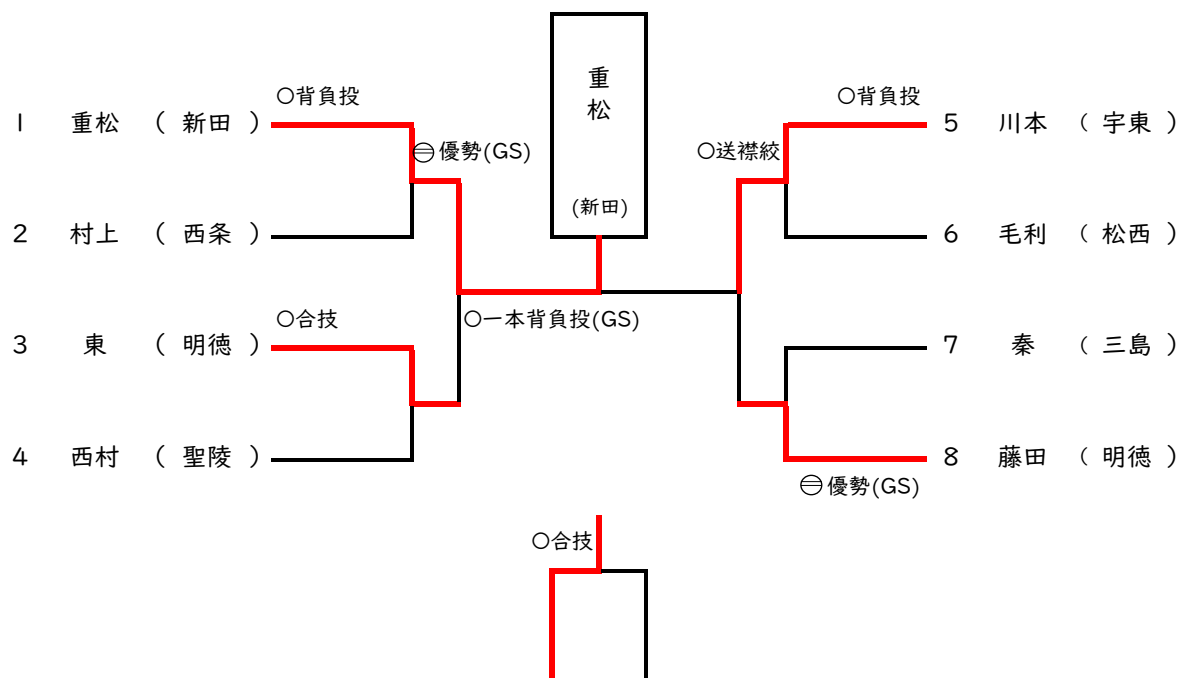 重松
(新田)
○背負投
1 重松 ( 新田 )
⊖優勢(GS)
2 村上 ( 西条 )
○合技
3 東 ( 明徳 )
4 西村 ( 聖陵 )
○一本背負投(GS)
○背負投
5 川本 ( 宇東 )
○送襟絞
6 毛利 ( 松西 )
7 秦 ( 三島 )
8 藤田 ( 明徳 )
⊖優勢(GS)
○合技